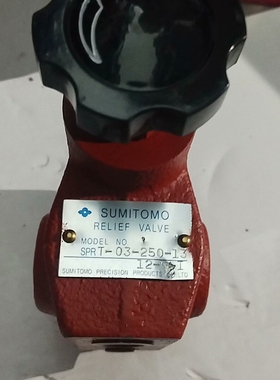 SUMITOMO
RELIEF VALVE
MODEL NO.
SPRT-03-250-13
SUMITOMO PRECISION PRODUCTS